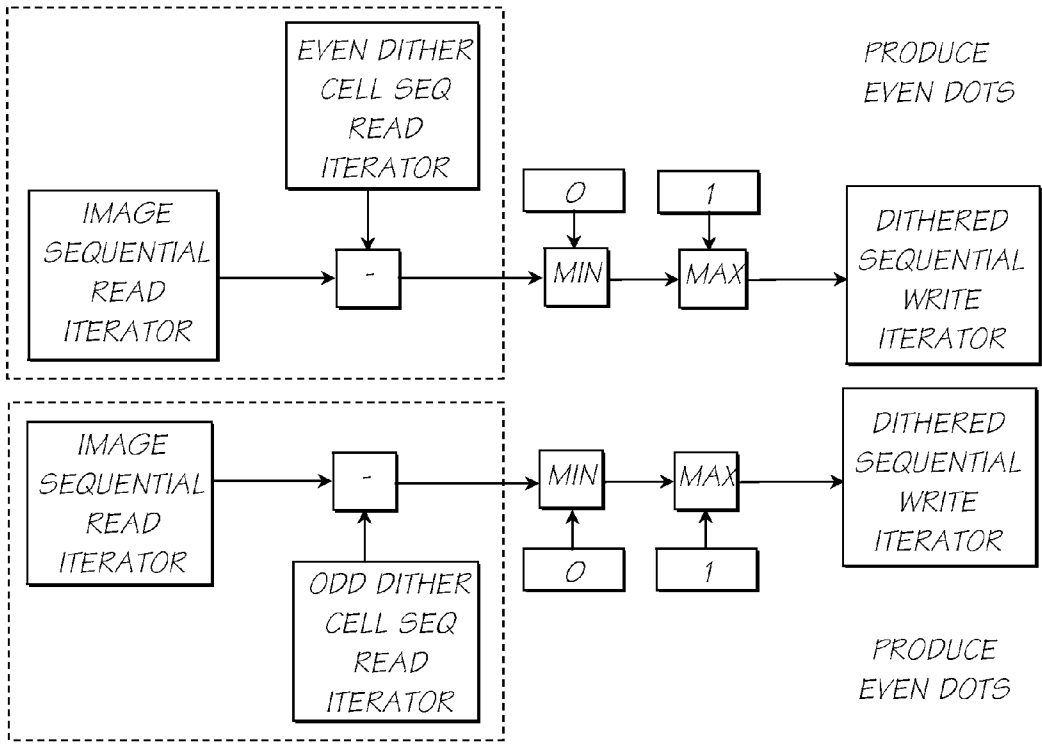 EVEN DITHER
CELL SEQ
READ
ITERATOR
PRODUCE
EVEN DOTS
IMAGE
SEQUENTIAL
READ
ITERATOR
-
0
MIN
1
MAX
DITHERED
SEQUENTIAL
WRITE
ITERATOR
IMAGE
SEQUENTIAL
READ
ITERATOR
-
MIN
0
MAX
1
DITHERED
SEQUENTIAL
WRITE
ITERATOR
ODD DITHER
CELL SEQ
READ
ITERATOR
PRODUCE
EVEN DOTS